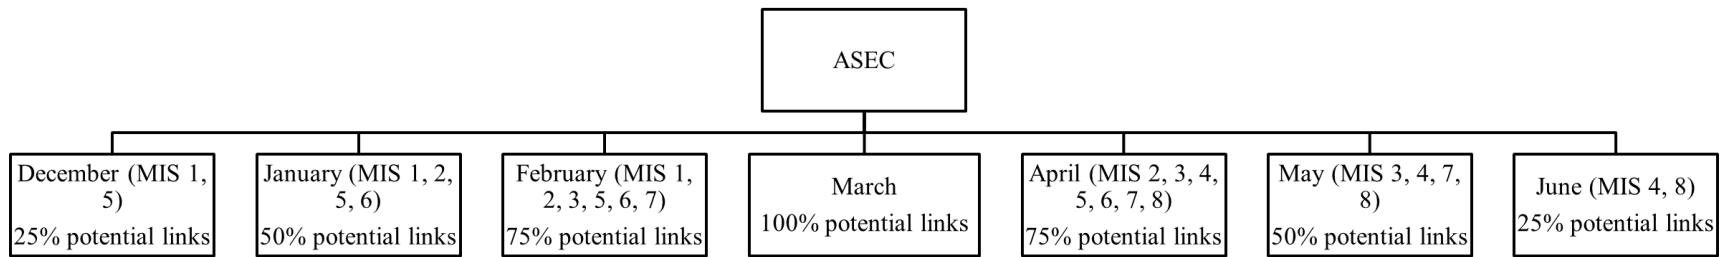 ASEC
December (MIS 1,
5)
25% potential links
January (MIS 1, 2,
5, 6)
50% potential links
February (MIS 1,
2, 3, 5, 6, 7)
75% potential links
March
100% potential links
April (MIS 2, 3, 4,
5, 6, 7, 8)
75% potential links
May (MIS 3, 4, 7,
8)
50% potential links
June (MIS 4, 8)
25% potential links